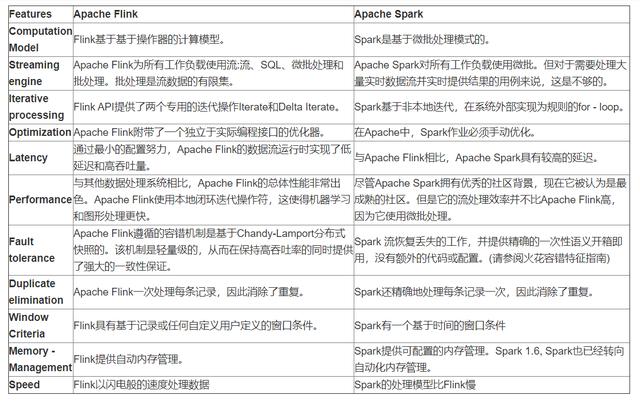 Features Apache Flink Apache Spark
Computation Model Flink基于基于操作器的计算模型。 Spark是基于微批处理模式的。
Streaming engine Apache Flink为所有工作负载使用流:流、SQL、微批处理和
批处理。批处理是流数据的有限集。
Apache Spark对所有工作负载使用微批。但对于需要处理大
量实时数据流并实时提供结果的用例来说，这是不够的。
Iterative processing Flink API提供了两个专用的迭代操作Iterate和Delta Iterate。 Spark基于非本地迭代，在系统外部实现为规则的for - loop。
Optimization Apache Flink附带了一个独立于实际编程接口的优化器。 在Apache中，Spark作业必须手动优化。
Latency 通过最小的配置努力，Apache Flink的数据流运行时实现了低
延迟和高吞吐量。
与Apache Flink相比，Apache Spark具有较高的延迟。
Performance 与其他数据处理系统相比，Apache Flink的总体性能非常出
色。Apache Flink使用本地闭环迭代操作符，这使得机器学习
和图形处理更快。
尽管Apache Spark拥有优秀的社区背景，现在它被认为是最
成熟的社区。但是它的流处理效率并不比Apache Flink高，
因为它使用微批处理。
Fault tolerance Apache Flink遵循的容错机制是基于Chandy-Lamport分布式
快照的。该机制是轻量级的，从而在保持高吞吐率的同时提供
了强大的一致性保证。
Spark 流恢复丢失的工作，并提供精确的一次性语义开箱即
用，没有额外的代码或配置。(请参阅火花容错特征指南)
Duplicate elimination Apache Flink一次处理每条记录，因此消除了重复。 Spark还精确地处理每条记录一次，因此消除了重复。
Window Criteria Flink具有基于记录或任何自定义用户定义的窗口条件。 Spark有一个基于时间的窗口条件
Memory - Management Flink提供自动内存管理。 Spark提供可配置的内存管理。Spark 1.6, Spark也已经转向
自动化内存管理。
Speed Flink以闪电般的速度处理数据 Spark的处理模型比Flink慢